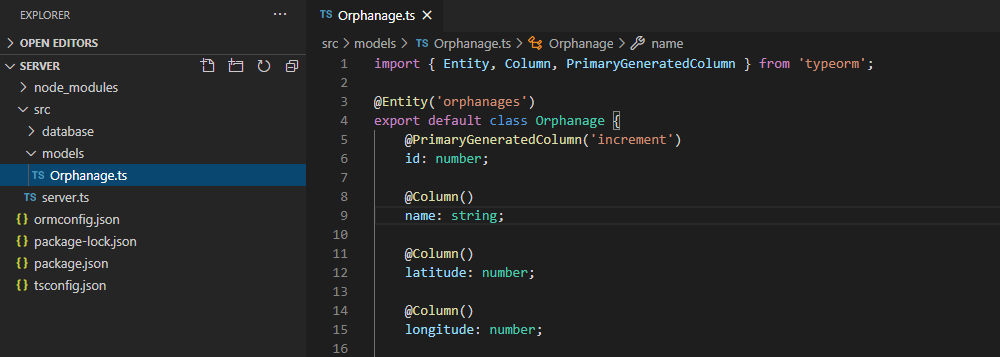 EXPLORER
OPEN EDITORS
SERVER
node_modules
src
database
models
TS Orphanage.ts
TS server.ts
{} ormconfig.json
{} package-lock.json
{} package.json
{} tsconfig.json
TS Orphanage.ts
src > models > TS Orphanage.ts > Orphanage > name
1 import { Entity, Column, PrimaryGeneratedColumn } from 'typeorm';
2
3 @Entity('orphanages')
4 export default class Orphanage {
5     @PrimaryGeneratedColumn('increment')
6     id: number;
7
8     @Column()
9     name: string;
10
11     @Column()
12     latitude: number;
13
14     @Column()
15     longitude: number;
16